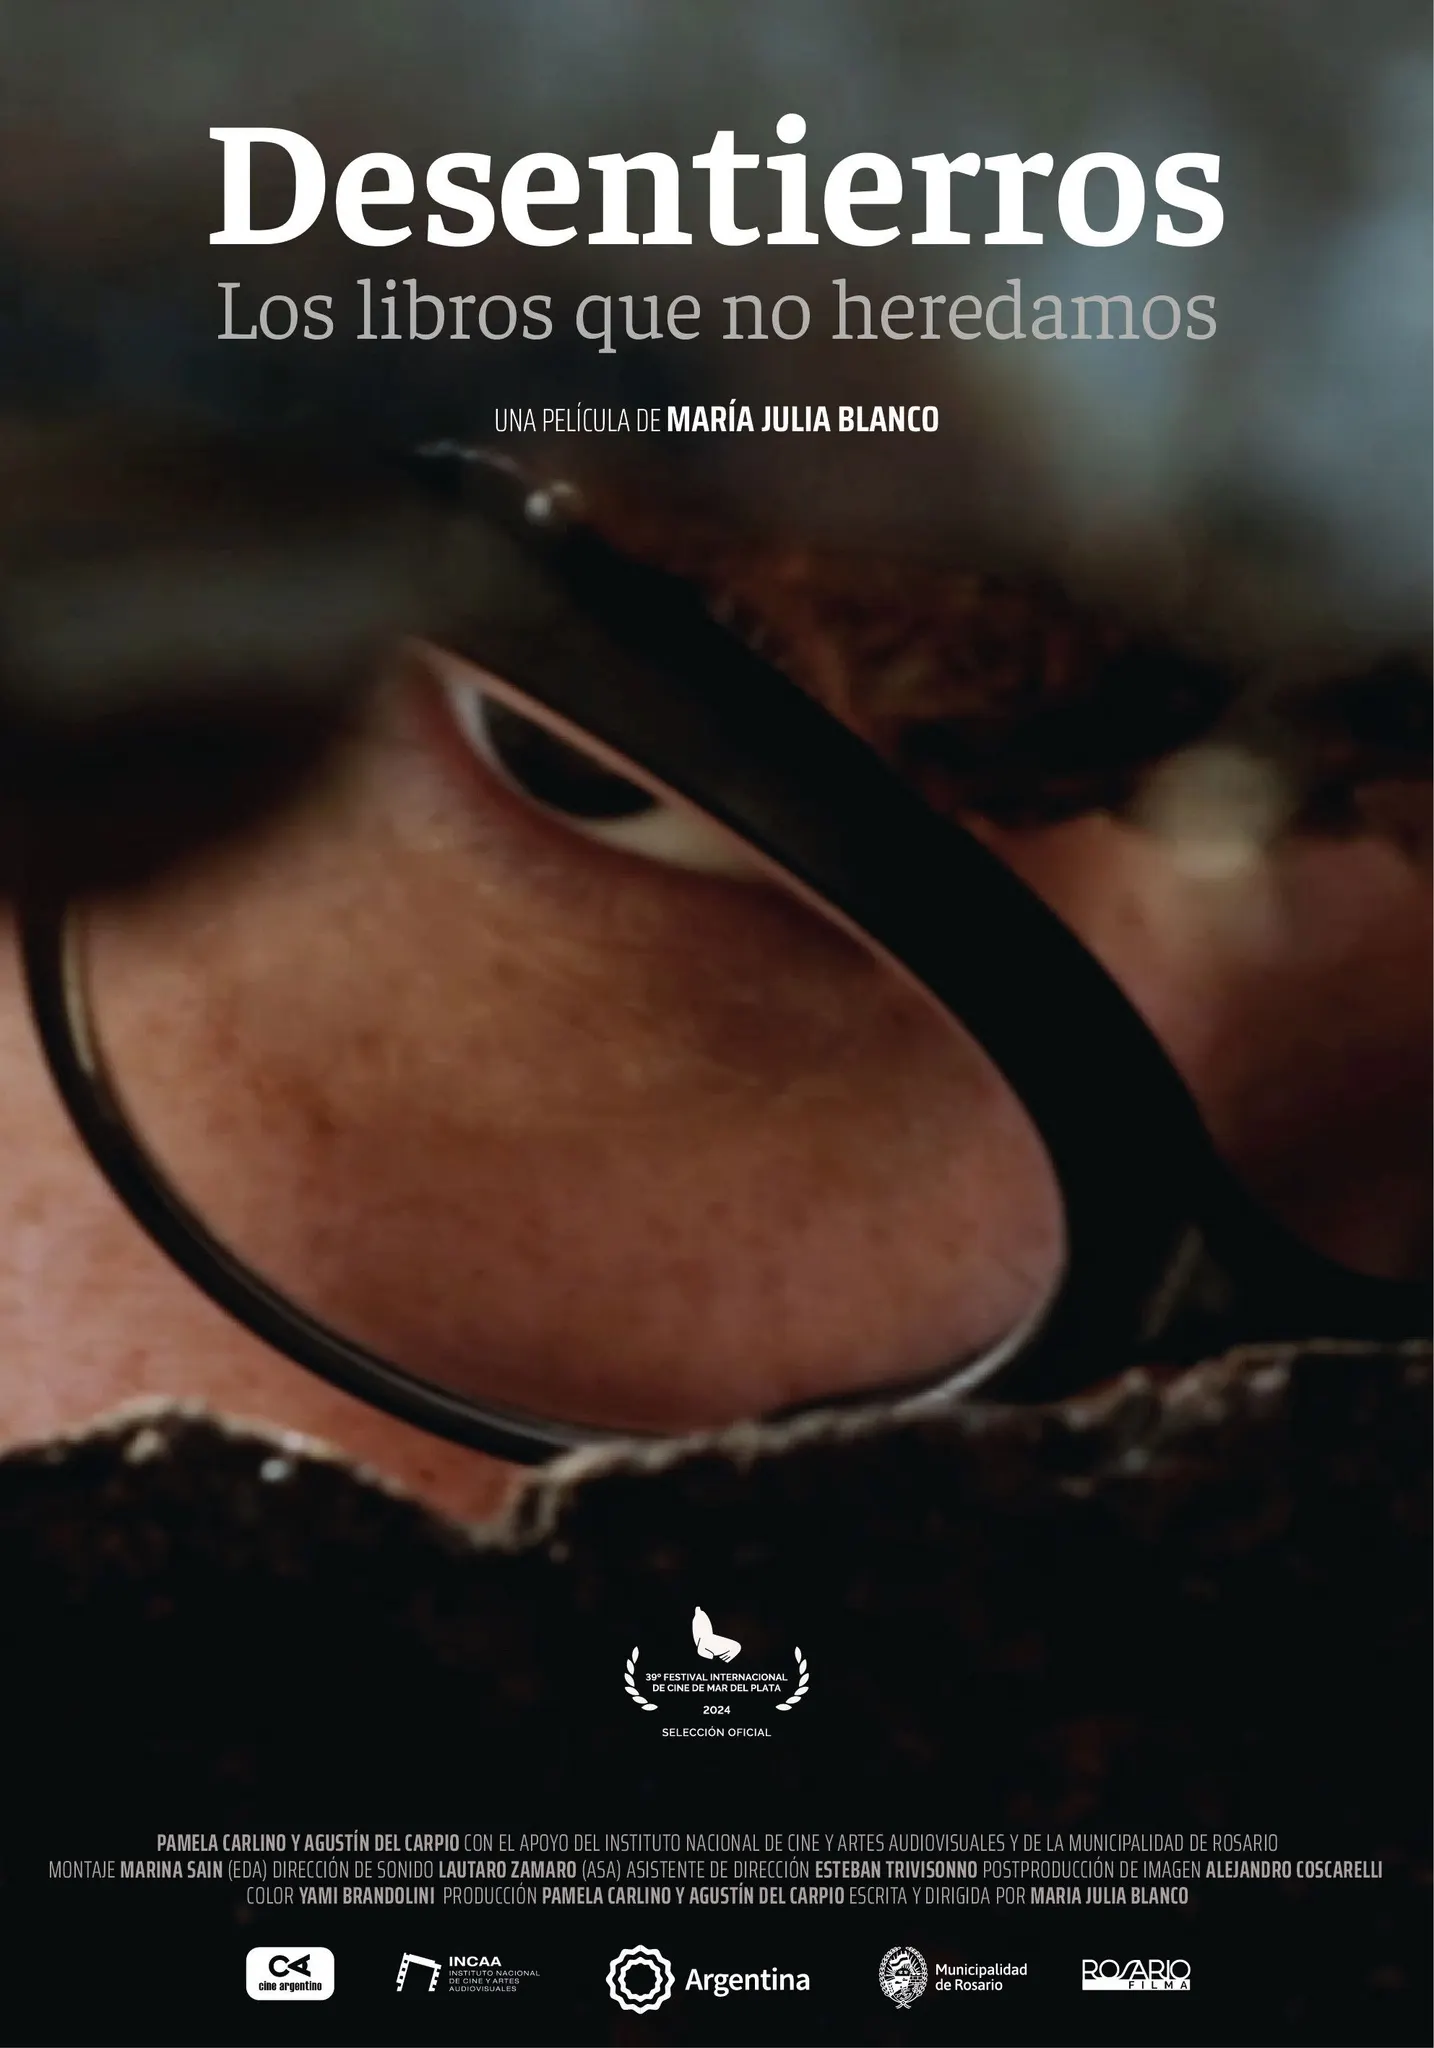 Desentierros
Los libros que no heredamos
UNA PELÍCULA DE MARÍA JULIA BLANCO
39º FESTIVAL INTERNACIONAL
DE CINE DE MAR DEL PLATA
2024
SELECCIÓN OFICIAL
PAMELA CARLINO Y AGUSTÍN DEL CARPIO CON EL APOYO DEL INSTITUTO NACIONAL DE CINE Y ARTES AUDIOVISUALES Y DE LA MUNICIPALIDAD DE ROSARIO
MONTAJE MARINA SAIN (EDA) DIRECCIÓN DE SONIDO LAUTARO ZAMARO (ASA) ASISTENTE DE DIRECCIÓN ESTEBAN TRIVISONNO POSTPRODUCCIÓN DE IMAGEN ALEJANDRO COSCARELLI
COLOR YAMI BRANDOLINI PRODUCCIÓN PAMELA CARLINO Y AGUSTÍN DEL CARPIO ESCRITA Y DIRIGIDA POR MARIA JULIA BLANCO
CA
cine argentino
INCAA
INSTITUTO NACIONAL
DE CINE Y ARTES
AUDIOVISUALES
Argentina
Municipalidad
de Rosario
ROSARIO
FILMA